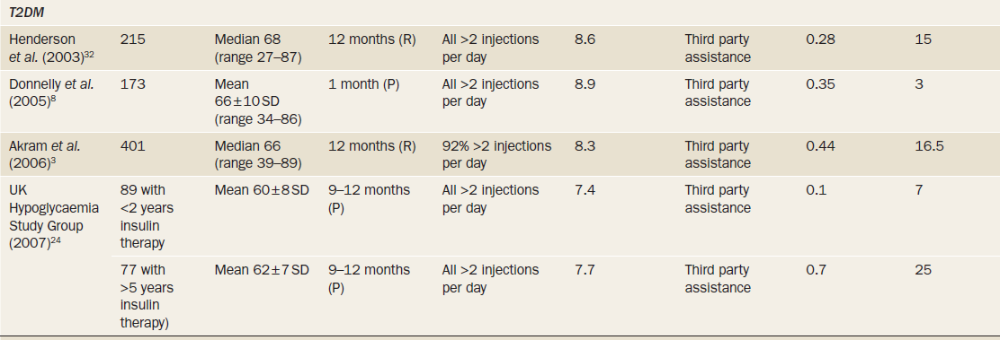 T2DM
Henderson 215 Median 68 12 months (R) All >2 injections 8.6 Third party 0.28 15
et al. (2003)32 (range 27–87) per day assistance
Donnelly et al. 173 Mean 1 month (P) All >2 injections 8.9 Third party 0.35 3
(2005)8 66±10 SD per day assistance
(range 34–86)
Akram et al. 401 Median 66 12 months (R) 92% >2 injections 8.3 Third party 0.44 16.5
(2006)3 (range 39–89) per day assistance
UK 89 with Mean 60±8 SD 9–12 months All >2 injections 7.4 Third party 0.1 7
Hypoglycaemia <2 years (P) per day assistance
Study Group insulin
(2007)24 therapy
77 with Mean 62±7 SD 9–12 months All >2 injections 7.7 Third party 0.7 25
>5 years (P) per day assistance
insulin
therapy)